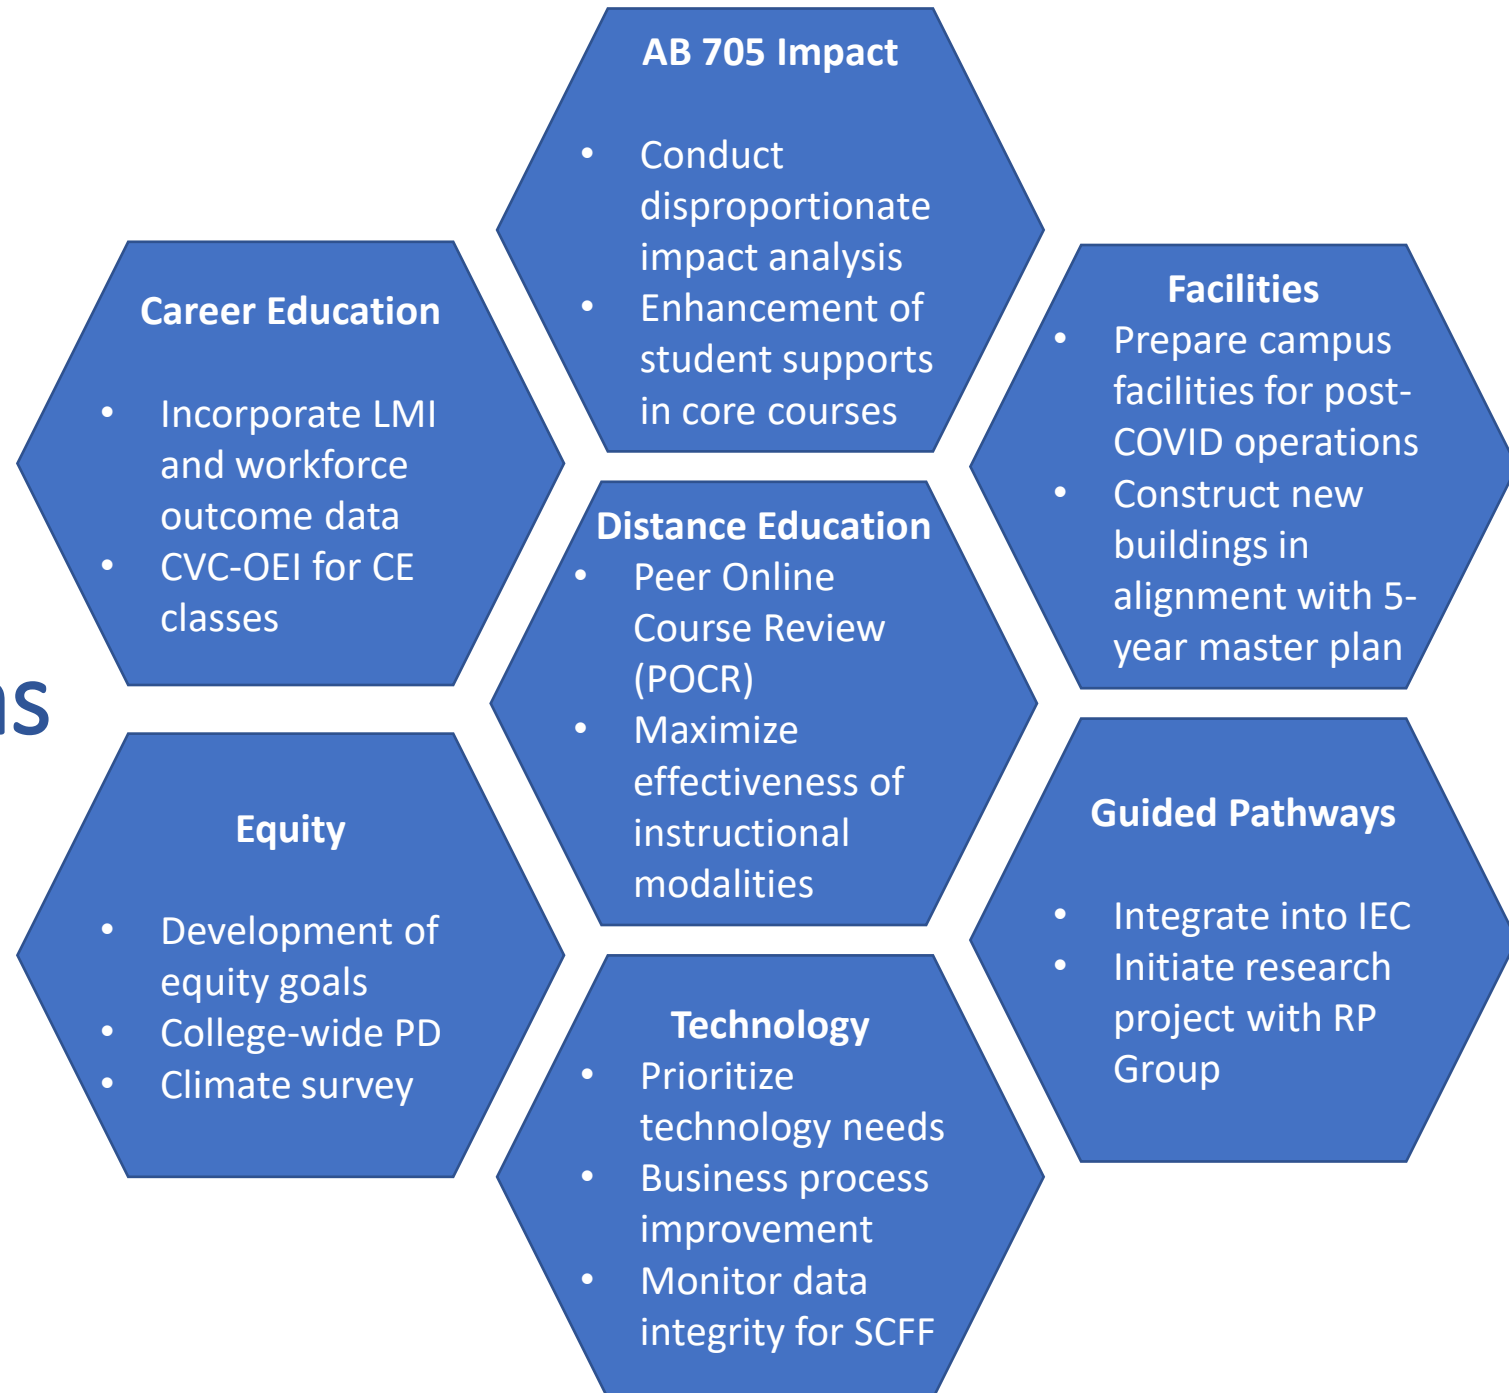 AB 705 Impact
• Conduct
disproportionate
impact analysis
• Enhancement of
student supports
in core courses
Career Education
• Incorporate LMI
and workforce
outcome data
• CVC-OEI for CE
classes
Facilities
• Prepare campus
facilities for post-
COVID operations
• Construct new
buildings in
alignment with 5-
year master plan
Distance Education
• Peer Online
Course Review
(POCR)
• Maximize
effectiveness of
instructional
modalities
Equity
• Development of
equity goals
• College-wide PD
• Climate survey
Guided Pathways
• Integrate into IEC
• Initiate research
project with RP
Group
Technology
• Prioritize
technology needs
• Business process
improvement
• Monitor data
integrity for SCFF